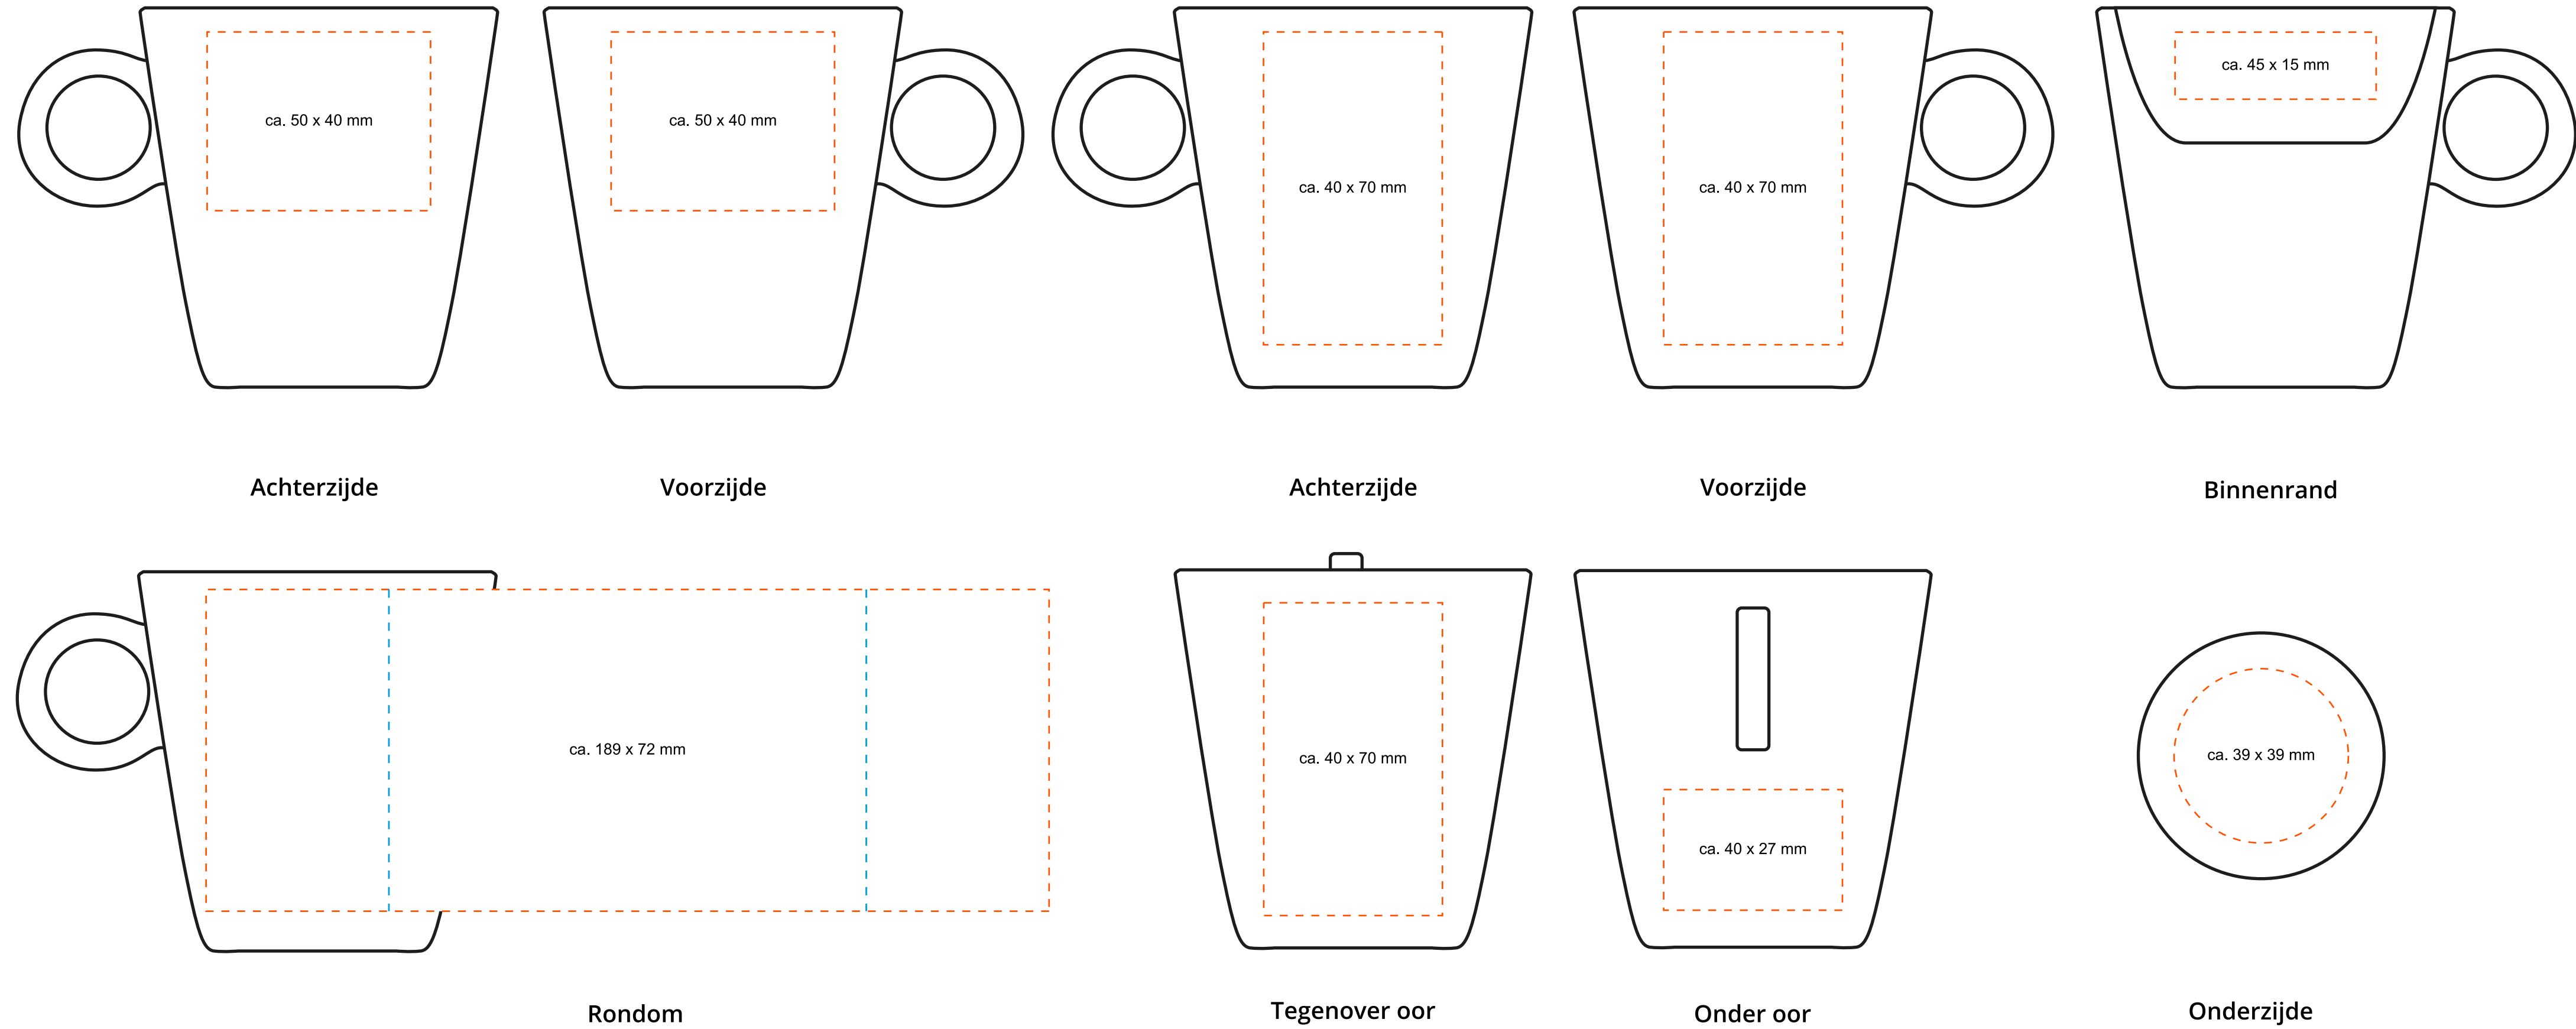 ca. 50 x 40 mm
ca. 50 x 40 mm
ca. 40 x 70 mm
ca. 40 x 70 mm
ca. 45 x 15 mm
Achterzijde
Voorzijde
Achterzijde
Voorzijde
Binnenrand
ca. 189 x 72 mm
ca. 40 x 70 mm
ca. 40 x 27 mm
ca. 39 x 39 mm
Rondom
Tegenover oor
Onder oor
Onderzijde